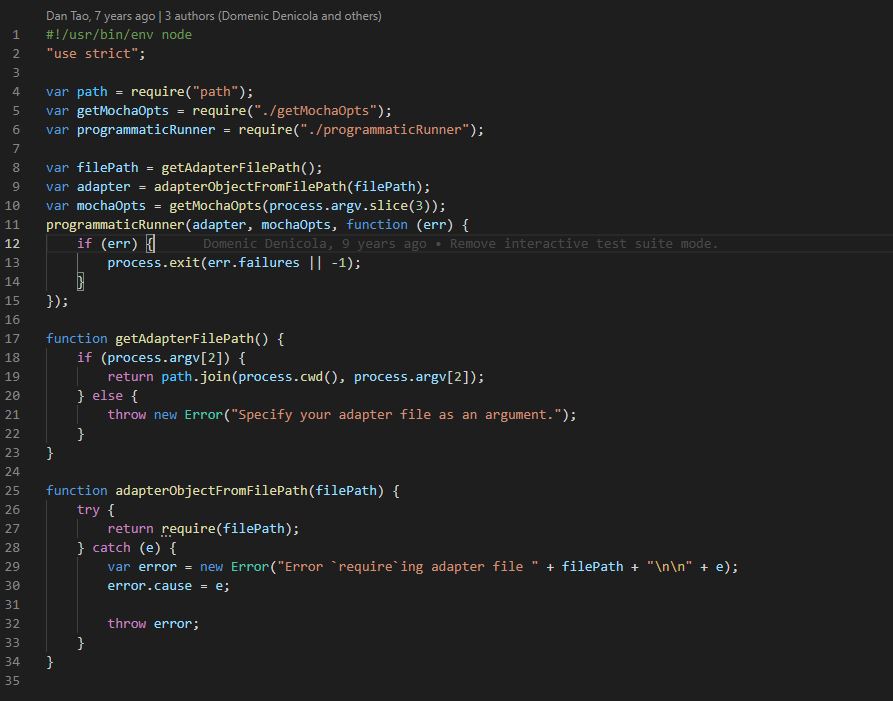 Dan Tao, 7 years ago | 3 authors (Domenic Denicola and others)
1 #!/usr/bin/env node
2 "use strict";
3
4 var path = require("path");
5 var getMochaOpts = require("./getMochaOpts");
6 var programmaticRunner = require("./programmaticRunner");
7
8 var filePath = getAdapterFilePath();
9 var adapter = adapterObjectFromFilePath(filePath);
10 var mochaOpts = getMochaOpts(process.argv.slice(3));
11 programmaticRunner(adapter, mochaOpts, function (err) {
12     if (err) {      Domenic Denicola, 9 years ago • Remove interactive test suite mode.
13         process.exit(err.failures || -1);
14     }
15 });
16
17 function getAdapterFilePath() {
18     if (process.argv[2]) {
19         return path.join(process.cwd(), process.argv[2]);
20     } else {
21         throw new Error("Specify your adapter file as an argument.");
22     }
23 }
24
25 function adapterObjectFromFilePath(filePath) {
26     try {
27         return require(filePath);
28     } catch (e) {
29         var error = new Error("Error `require`ing adapter file " + filePath + "\n\n" + e);
30         error.cause = e;
31
32         throw error;
33     }
34 }
35